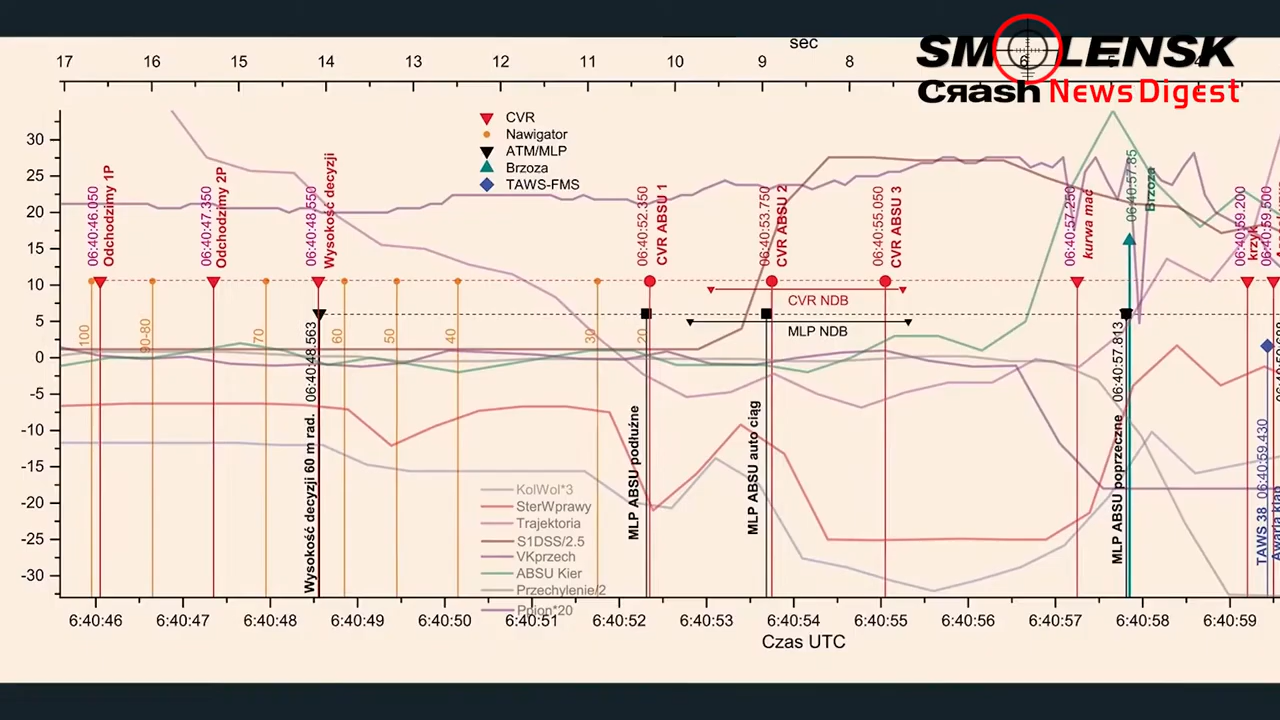 SMOLENSK
Crash NewsDigest
sec
17 16 15 14 13 12 11 10 9 8 6 5 4
CVR
Nawigator
ATM/MLP
Brzoza
TAWS-FMS
30
25
20
15
10
5
0
-5
-10
-15
-20
-25
-30
06:40:46.050 Odchodzimy 1P
06:40:47.350 Odchodzimy 2P
06:40:48.550 Wysokość decyzji
06:40:52.350 CVR ABSU 1
06:40:53.750 CVR ABSU 2
06:40:55.050 CVR ABSU 3
06:40:57.250 kurwa mać
06:40:57.85 Brzoza
06:40:59.200 krzyk
06:40:59.500
CVR NDB
MLP NDB
100
90-80
70
60
50
40
30
20
Wysokość decyzji 60 m rad. 06:40:48.563
MLP ABSU podłużne
MLP ABSU auto ciąg
MLP ABSU poprzeczne 06:40:57.813
TAWS 38 06:40:59.430
KolWol*3
SterWprawy
Trajektoria
S1DSS/2.5
VKprzech
ABSU Kier
Przechylenie/2
Ppion*20
6:40:46 6:40:47 6:40:48 6:40:49 6:40:50 6:40:51 6:40:52 6:40:53 6:40:54 6:40:55 6:40:56 6:40:57 6:40:58 6:40:59
Czas UTC